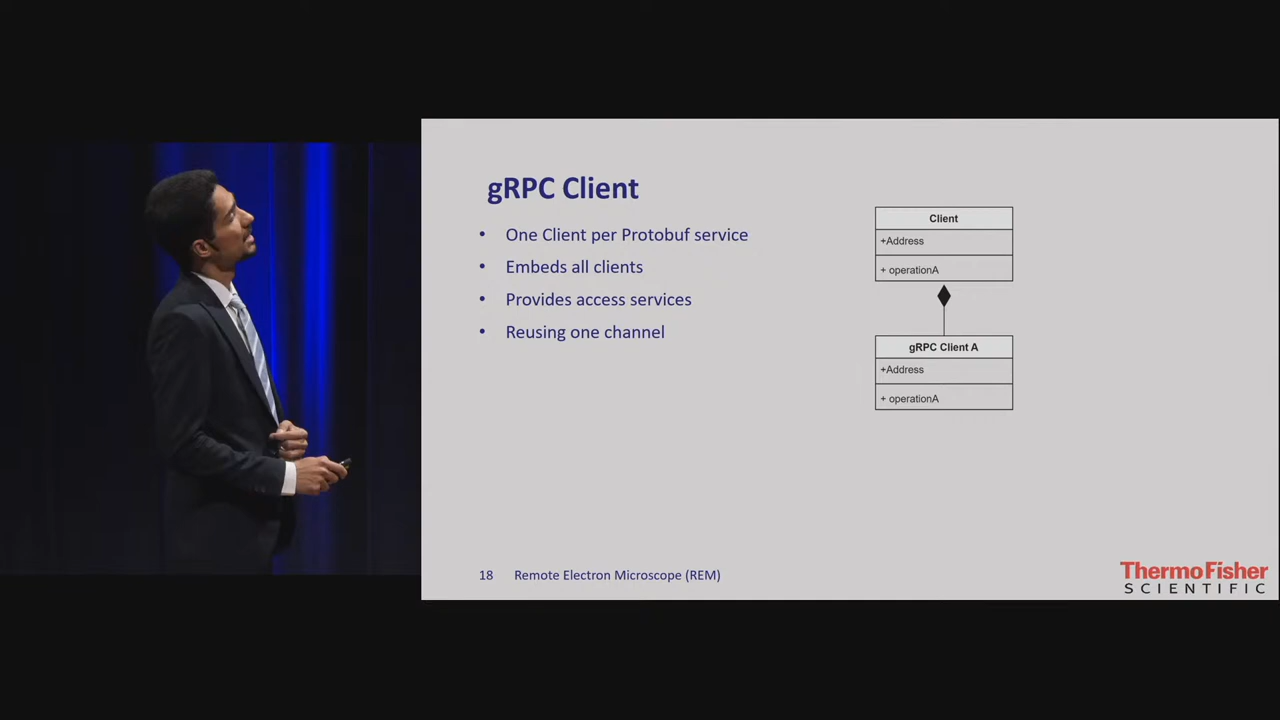 gRPC Client
• One Client per Protobuf service
• Embeds all clients
• Provides access services
• Reusing one channel
Client
+Address
+ operationA
gRPC Client A
+Address
+ operationA
18 Remote Electron Microscope (REM)
ThermoFisher
SCIENTIFIC